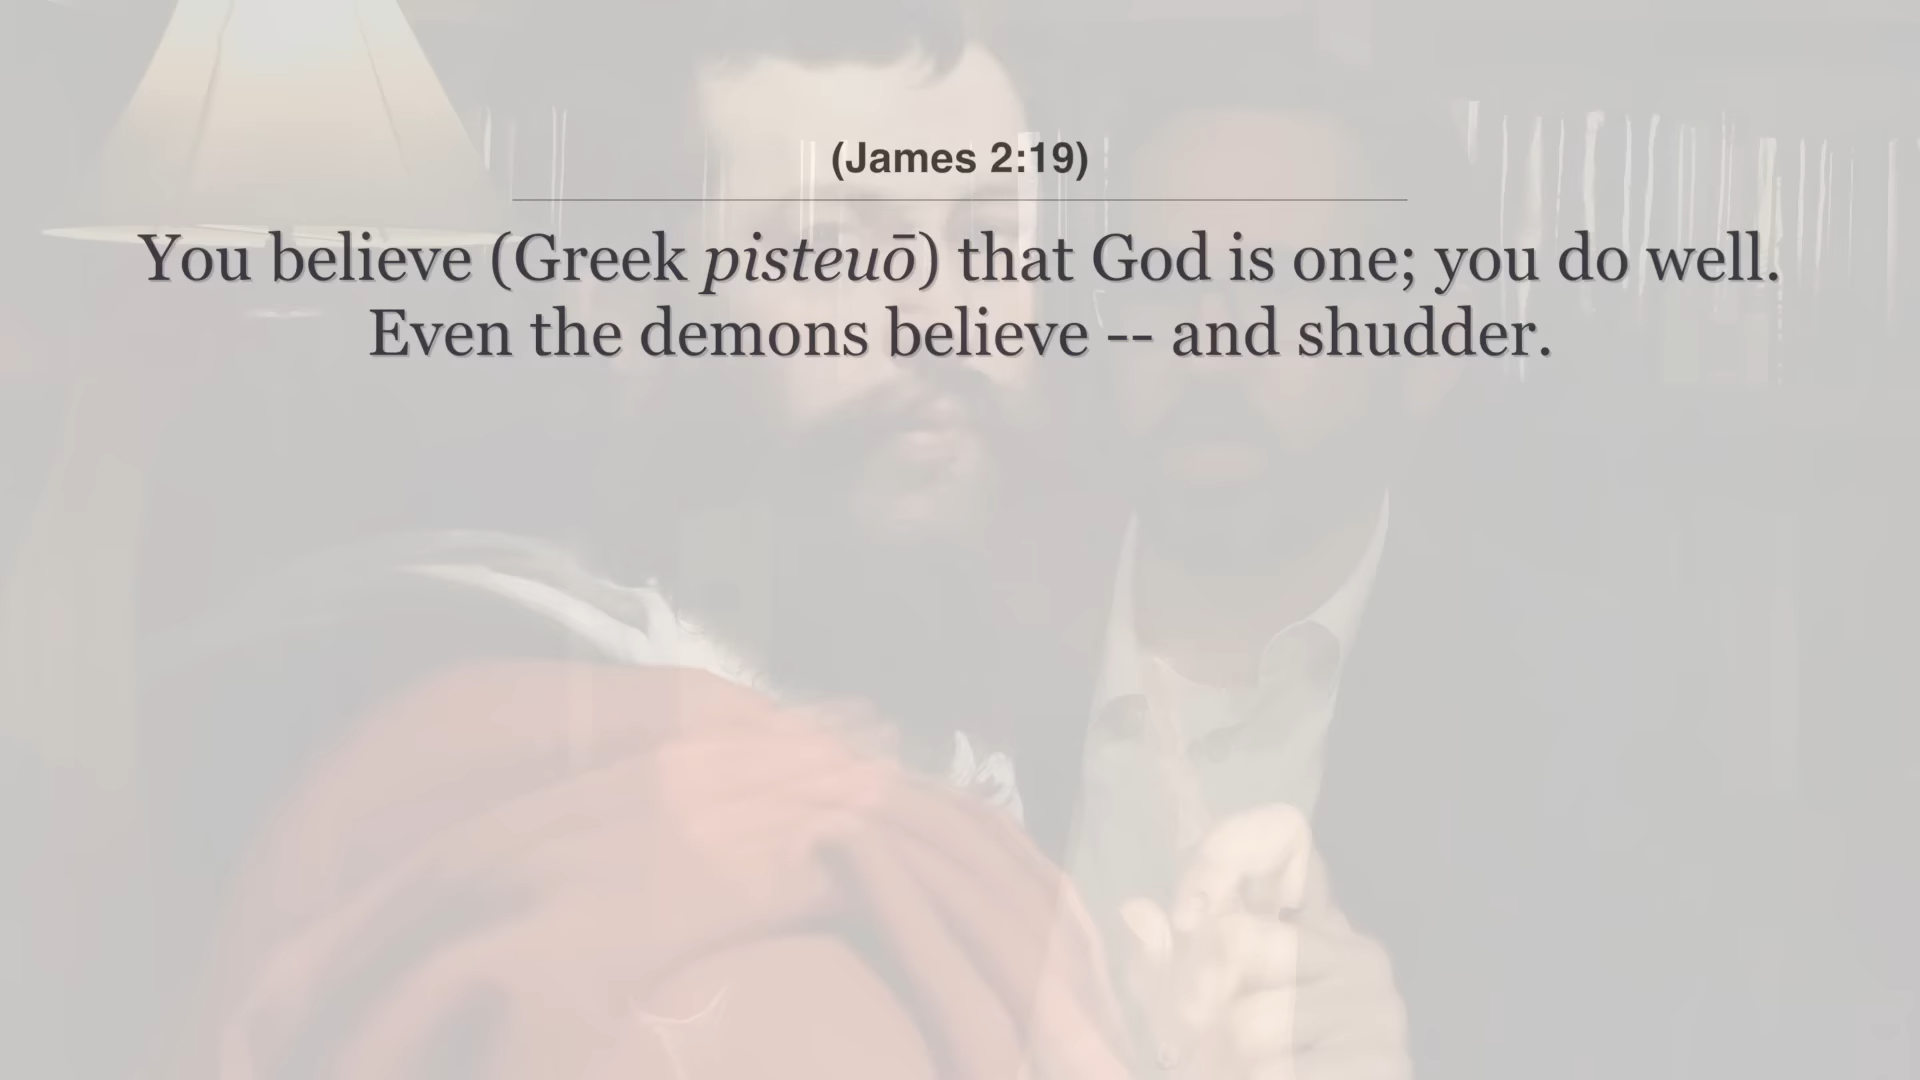 (James 2:19)
You believe (Greek pisteuō) that God is one; you do well.
Even the demons believe -- and shudder.